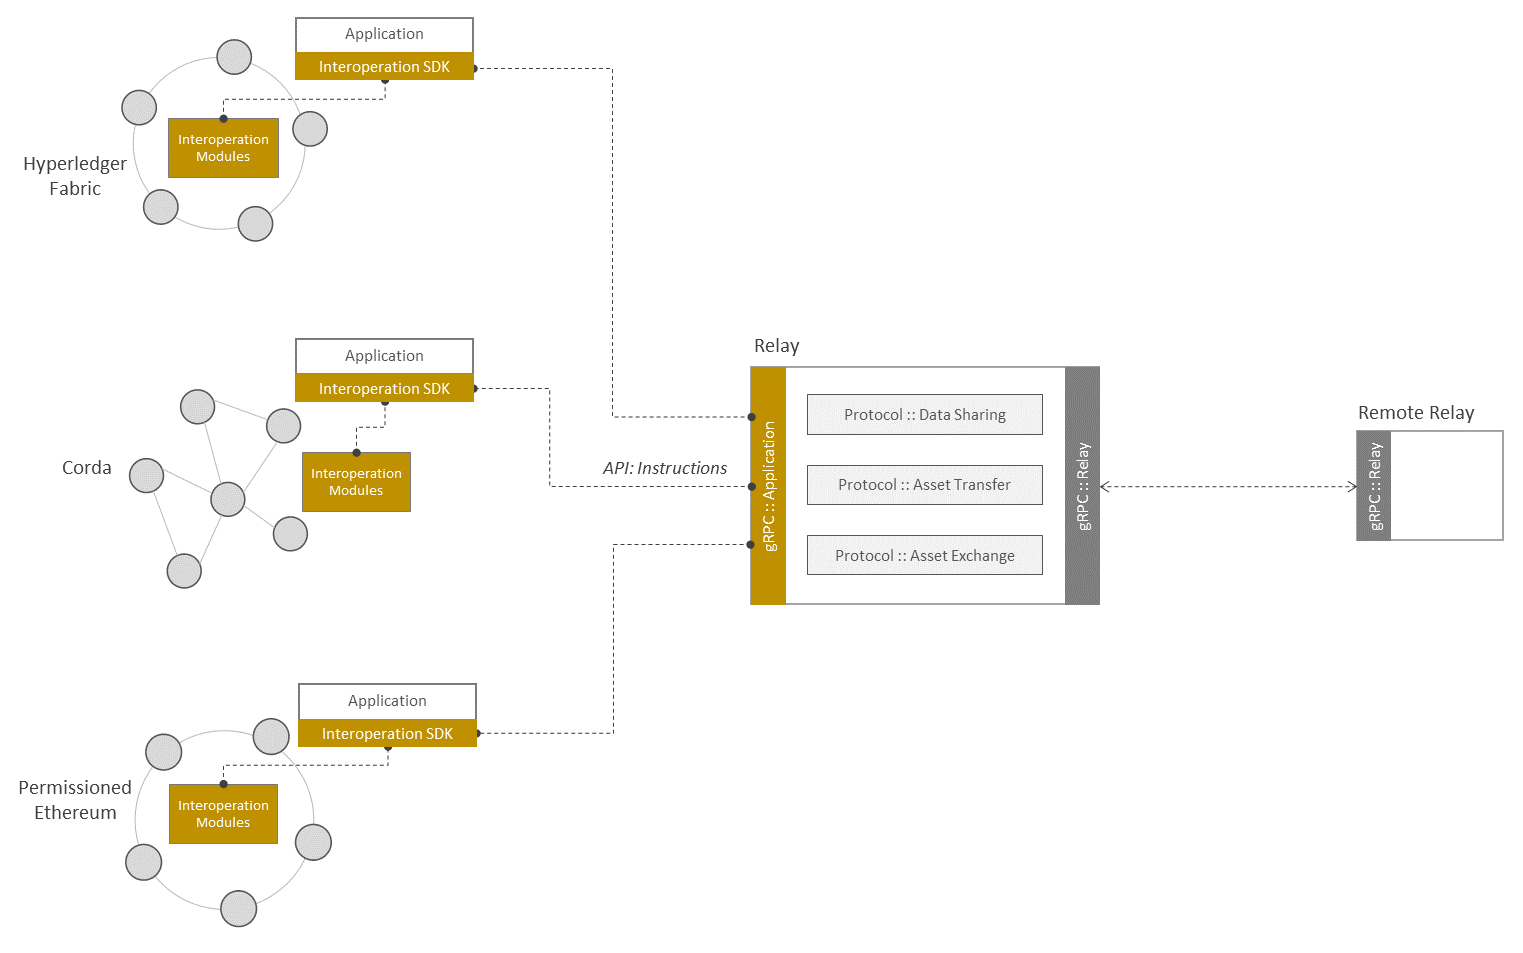 Application
Interoperation SDK
Interoperation
Modules
Hyperledger
Fabric
Application
Interoperation SDK
Interoperation
Modules
Corda
API: Instructions
Relay
gRPC :: Application
Protocol :: Data Sharing
Protocol :: Asset Transfer
Protocol :: Asset Exchange
gRPC :: Relay
Remote Relay
gRPC :: Relay
Application
Interoperation SDK
Interoperation
Modules
Permissioned
Ethereum